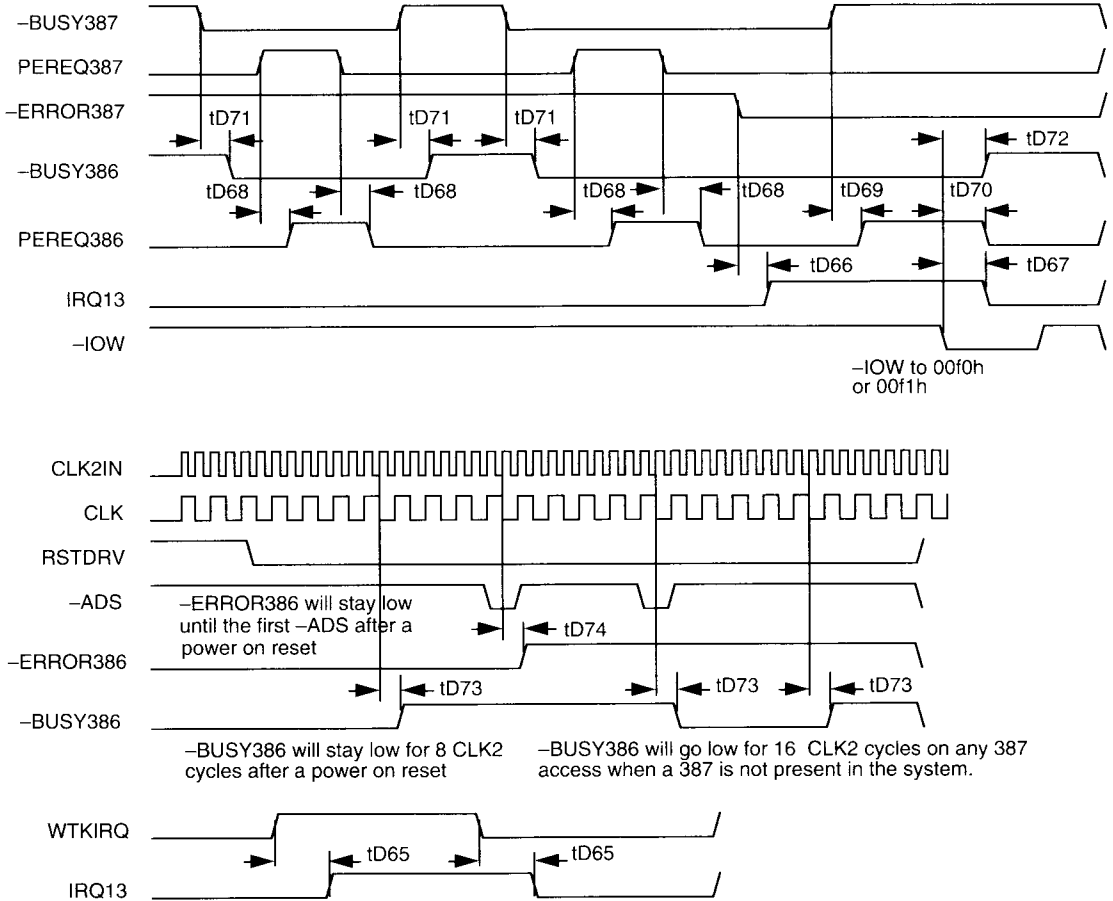 –BUSY387
PEREQ387
–ERROR387
tD71 tD71 tD71
tD72
–BUSY386
tD68 tD68 tD68 tD68 tD69 tD70
PEREQ386
tD66 tD67
IRQ13
–IOW
–IOW to 00f0h
or 00f1h
CLK2IN
CLK
RSTDRV
–ADS
–ERROR386 will stay low
until the first –ADS after a
power on reset
tD74
–ERROR386
tD73 tD73 tD73
–BUSY386
–BUSY386 will stay low for 8 CLK2
cycles after a power on reset
–BUSY386 will go low for 16 CLK2 cycles on any 387
access when a 387 is not present in the system.
WTKIRQ
tD65 tD65
IRQ13